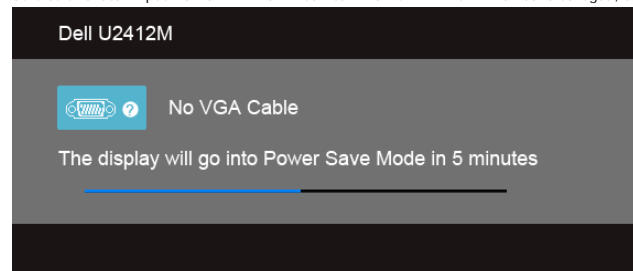 Dell U2412M
No VGA Cable
The display will go into Power Save Mode in 5 minutes